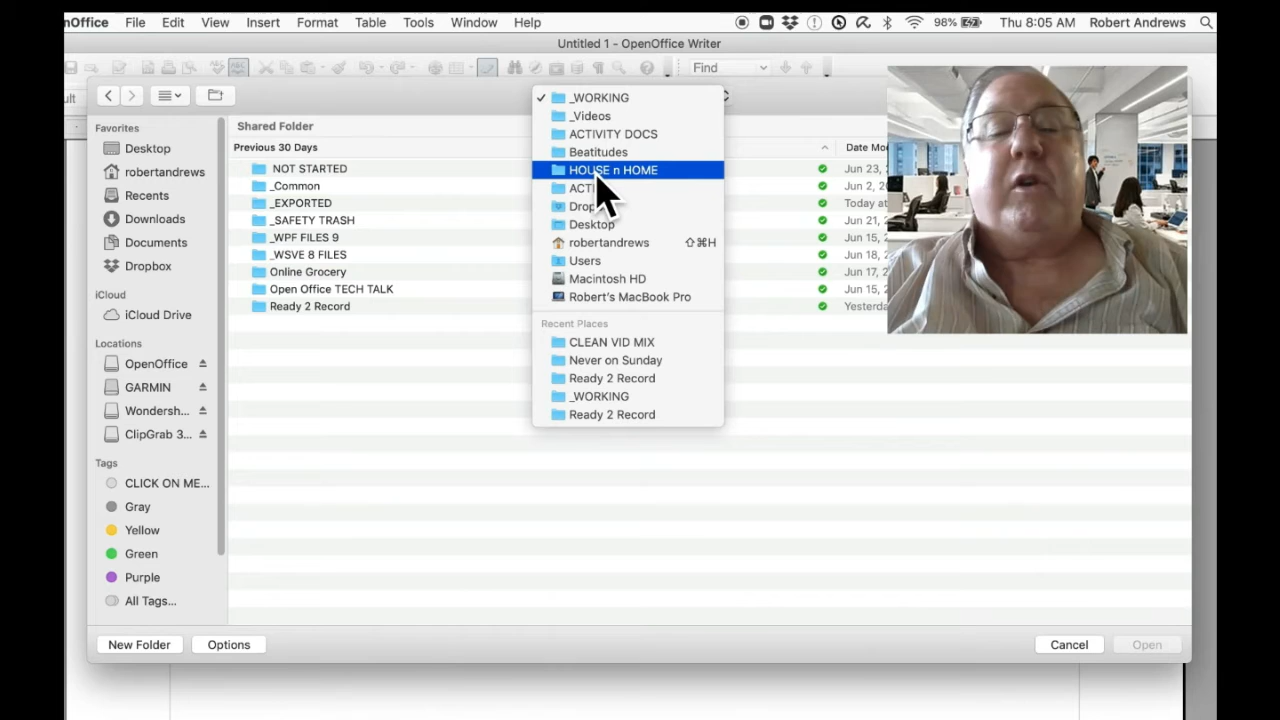 nOffice File Edit View Insert Format Table Tools Window Help 98% Thu 8:05 AM Robert Andrews
Untitled 1 - OpenOffice Writer
Find
ult
Favorites
Desktop
robertandrews
Recents
Downloads
Documents
Dropbox
iCloud
iCloud Drive
Locations
OpenOffice
GARMIN
Wondersh...
ClipGrab 3...
Tags
CLICK ON ME...
Gray
Yellow
Green
Purple
All Tags...
Shared Folder
Previous 30 Days Date Mo
NOT STARTED Jun 23,
_Common Jun 2, 2
_EXPORTED Today at
_SAFETY TRASH Jun 21,
_WPF FILES 9 Jun 15,
_WSVE 8 FILES Jun 18,
Online Grocery Jun 17,
Open Office TECH TALK Jun 15,
Ready 2 Record Yesterda
_WORKING
_Videos
ACTIVITY DOCS
Beatitudes
HOUSE n HOME
ACTI
Drop
Desktop
robertandrews ⇧⌘H
Users
Macintosh HD
Robert's MacBook Pro
Recent Places
CLEAN VID MIX
Never on Sunday
Ready 2 Record
_WORKING
Ready 2 Record
New Folder Options Cancel Open